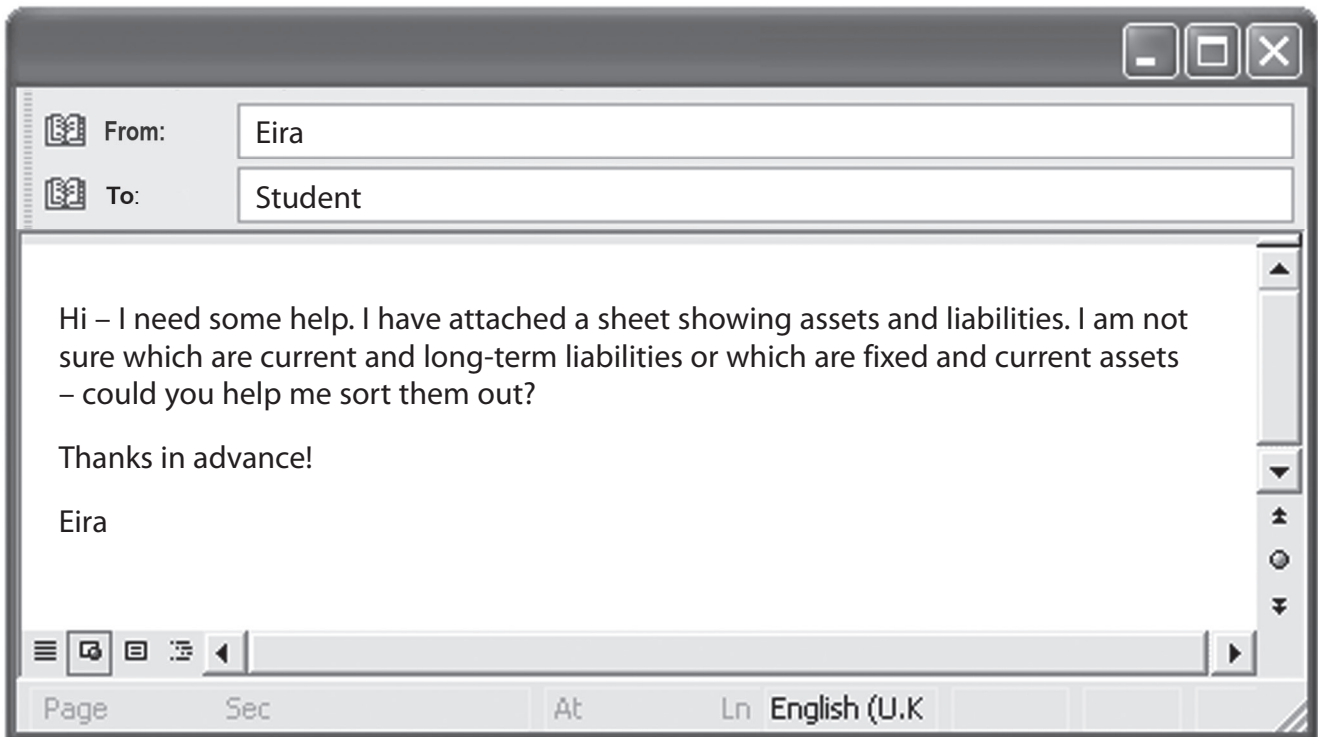 From:
Eira
To:
Student
Hi – I need some help. I have attached a sheet showing assets and liabilities. I am not
sure which are current and long-term liabilities or which are fixed and current assets
– could you help me sort them out?
Thanks in advance!
Eira
Page Sec At Ln English (U.K